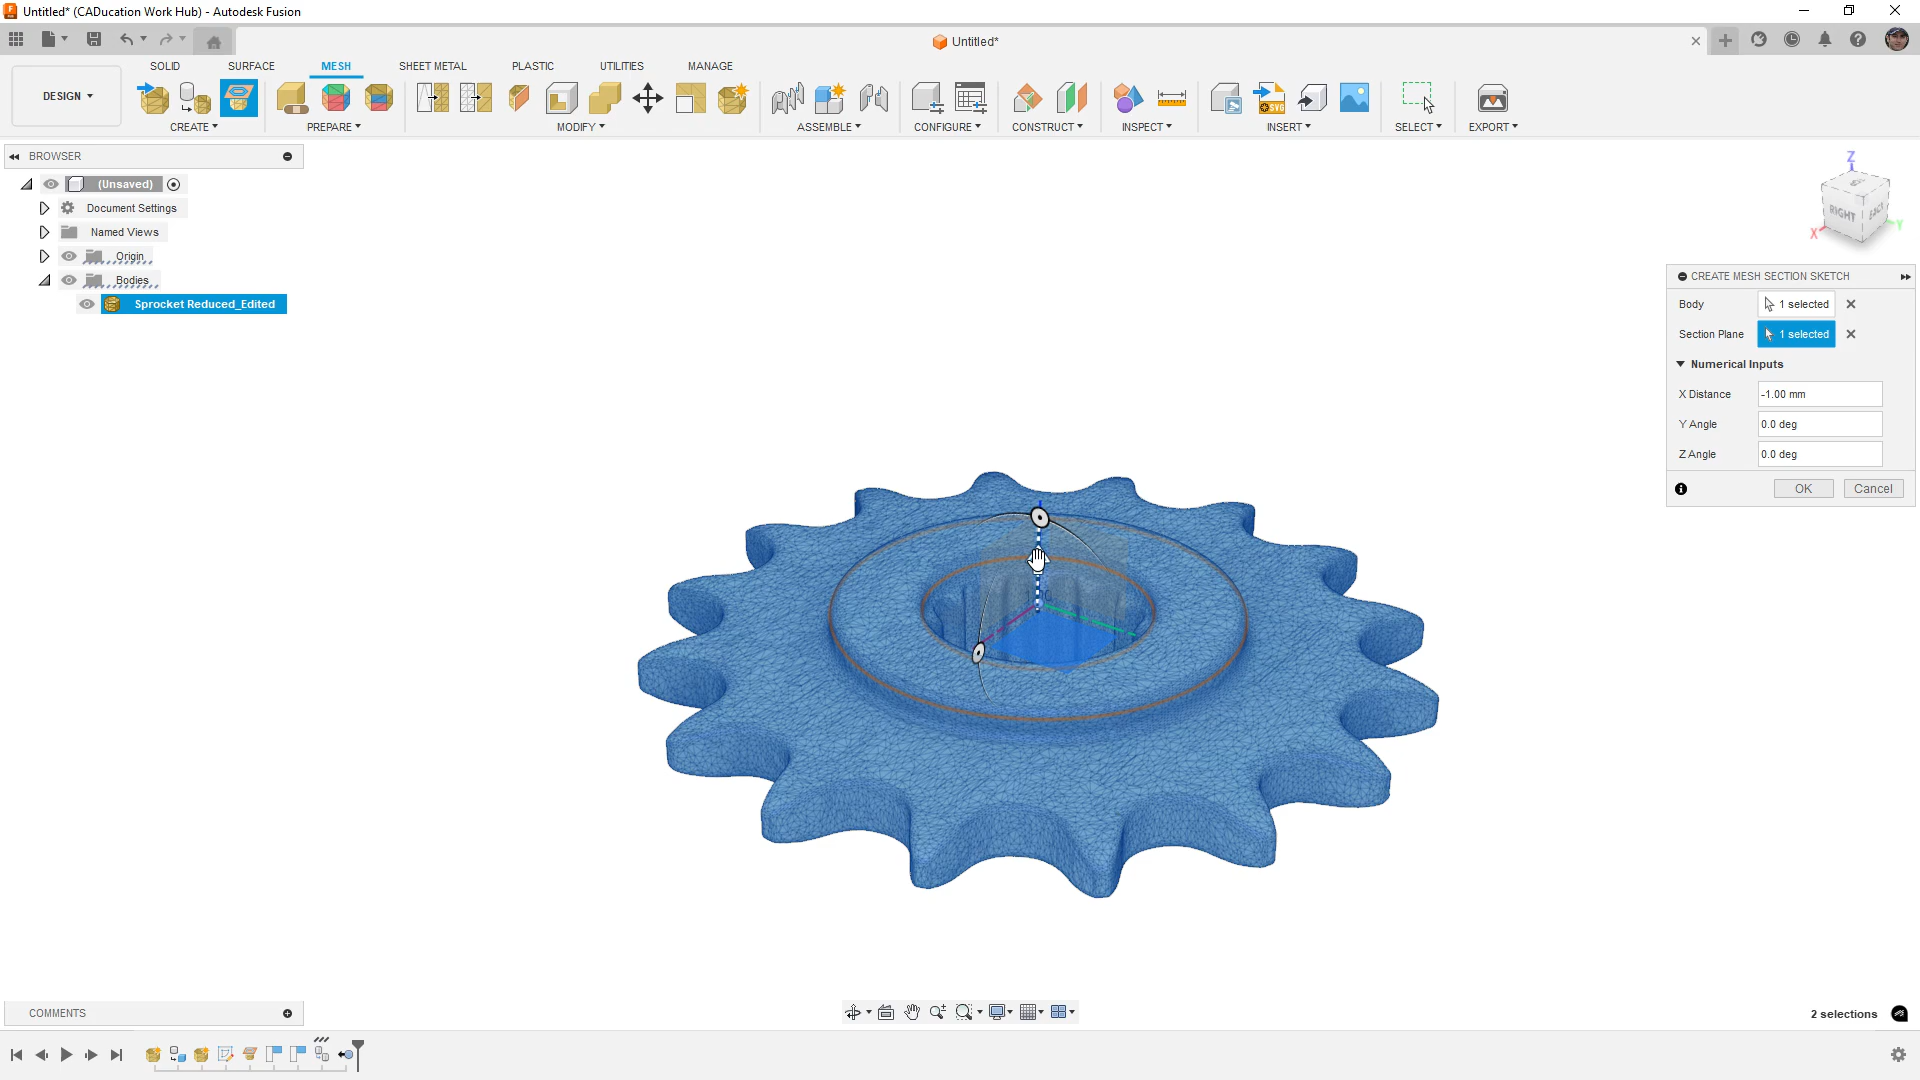 Untitled* (CADucation Work Hub) - Autodesk Fusion
Untitled*
DESIGN
SOLID
SURFACE
MESH
SHEET METAL
PLASTIC
UTILITIES
MANAGE
CREATE
PREPARE
MODIFY
ASSEMBLE
CONFIGURE
CONSTRUCT
INSPECT
INSERT
SELECT
EXPORT
SVG
BROWSER
(Unsaved)
Document Settings
Named Views
Origin
Bodies
Sprocket Reduced_Edited
Z
RIGHT
BACK
X
Y
CREATE MESH SECTION SKETCH
Body
1 selected
Section Plane
1 selected
Numerical Inputs
X Distance
-1.00 mm
Y Angle
0.0 deg
Z Angle
0.0 deg
OK
Cancel
COMMENTS
2 selections